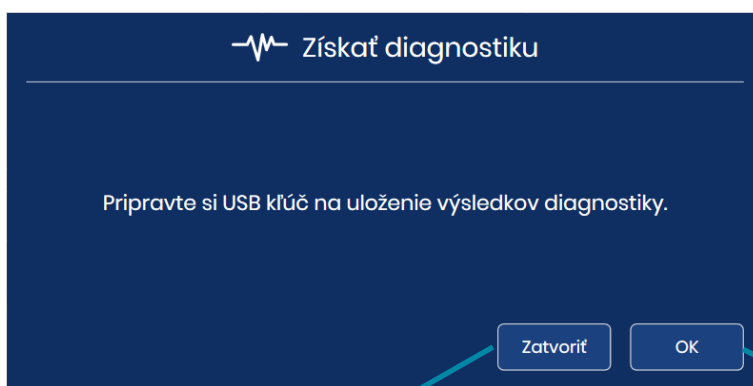 Získať diagnostiku
Pripravte si USB kľúč na uloženie výsledkov diagnostiky.
Zatvoriť
OK